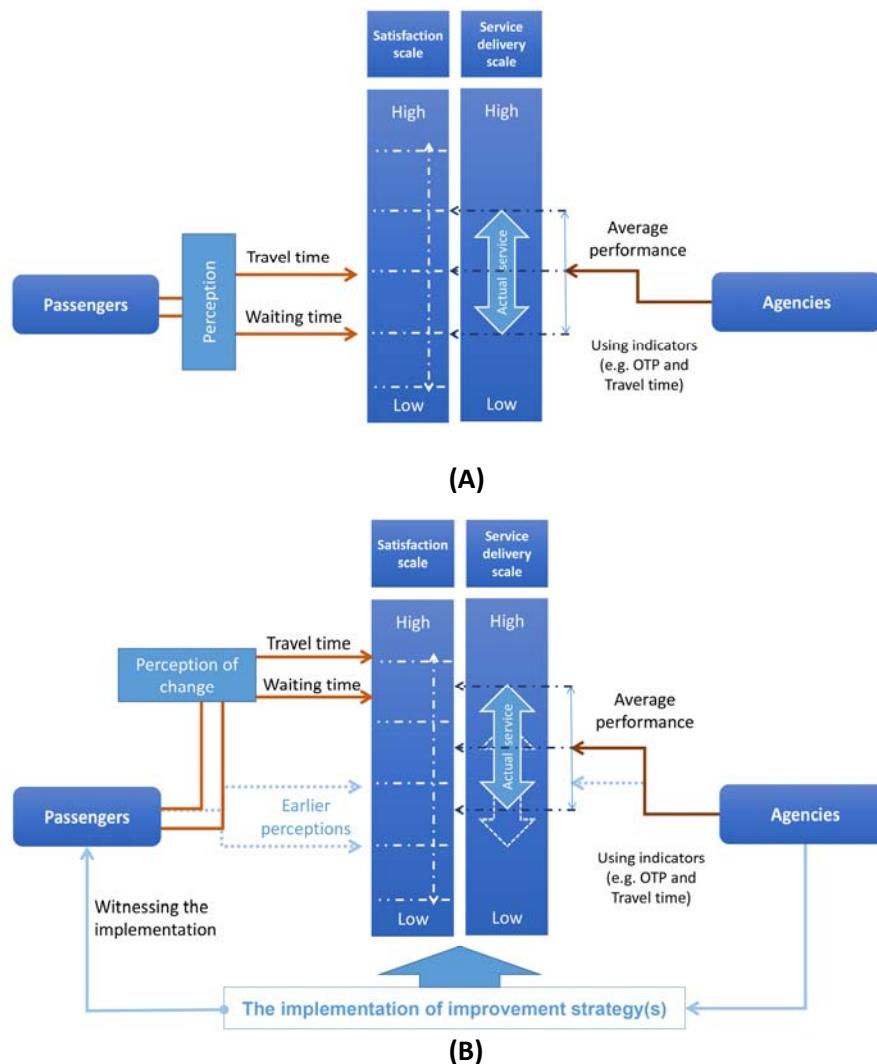 Satisfaction
scale
Service
delivery
scale
High
High
Travel time
Average
performance
Passengers
Perception
Actual service
Agencies
Waiting time
Using indicators
(e.g. OTP and
Travel time)
Low
Low
(A)
Satisfaction
scale
Service
delivery
scale
High
High
Travel time
Perception of
change
Waiting time
Average
performance
Actual service
Passengers
Earlier
perceptions
Agencies
Using indicators
(e.g. OTP and
Travel time)
Witnessing the
implementation
Low
Low
The implementation of improvement strategy(s)
(B)